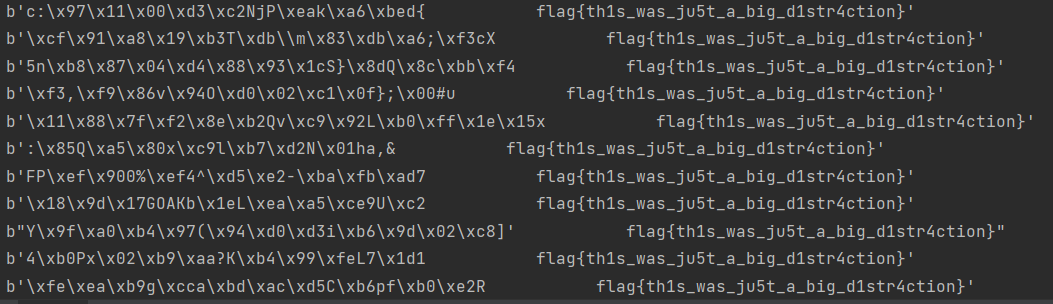 b'c:\x97\x11\x00\xd3\xc2NjP\xeak\xa6\xbed{           flag{th1s_was_ju5t_a_big_d1str4ction}'
b'\xcf\x91\xa8\x19\xb3T\xdb\\m\x83\xdb\xa6;\xf3cX           flag{th1s_was_ju5t_a_big_d1str4ction}'
b'5n\xb8\x87\x04\xd4\x88\x93\x1cS}\x8dQ\x8c\xbb\xf4           flag{th1s_was_ju5t_a_big_d1str4ction}'
b'\xf3,\xf9\x86v\x94O\xd0\x02\xc1\x0f};\x00#u           flag{th1s_was_ju5t_a_big_d1str4ction}'
b'\x11\x88\x7f\xf2\x8e\xb2Qv\xc9\x92L\xb0\xff\x1e\x15x           flag{th1s_was_ju5t_a_big_d1str4ction}'
b':\x85Q\xa5\x80x\xc9l\xb7\xd2N\x01ha,&           flag{th1s_was_ju5t_a_big_d1str4ction}'
b'FP\xef\x900%\xef4^\xd5\xe2-\xba\xfb\xad7           flag{th1s_was_ju5t_a_big_d1str4ction}'
b'\x18\x9d\x17GOAKb\x1eL\xea\xa5\xce9U\xc2           flag{th1s_was_ju5t_a_big_d1str4ction}'
b"Y\x9f\xa0\xb4\x97(\x94\xd0\xd3i\xb6\x9d\x02\xc8]'           flag{th1s_was_ju5t_a_big_d1str4ction}"
b'4\xb0Px\x02\xb9\xaa?K\xb4\x99\xfeL7\x1d1           flag{th1s_was_ju5t_a_big_d1str4ction}'
b'\xfe\xea\xb9g\xcca\xbd\xac\xd5C\xb6pf\xb0\xe2R           flag{th1s_was_ju5t_a_big_d1str4ction}'